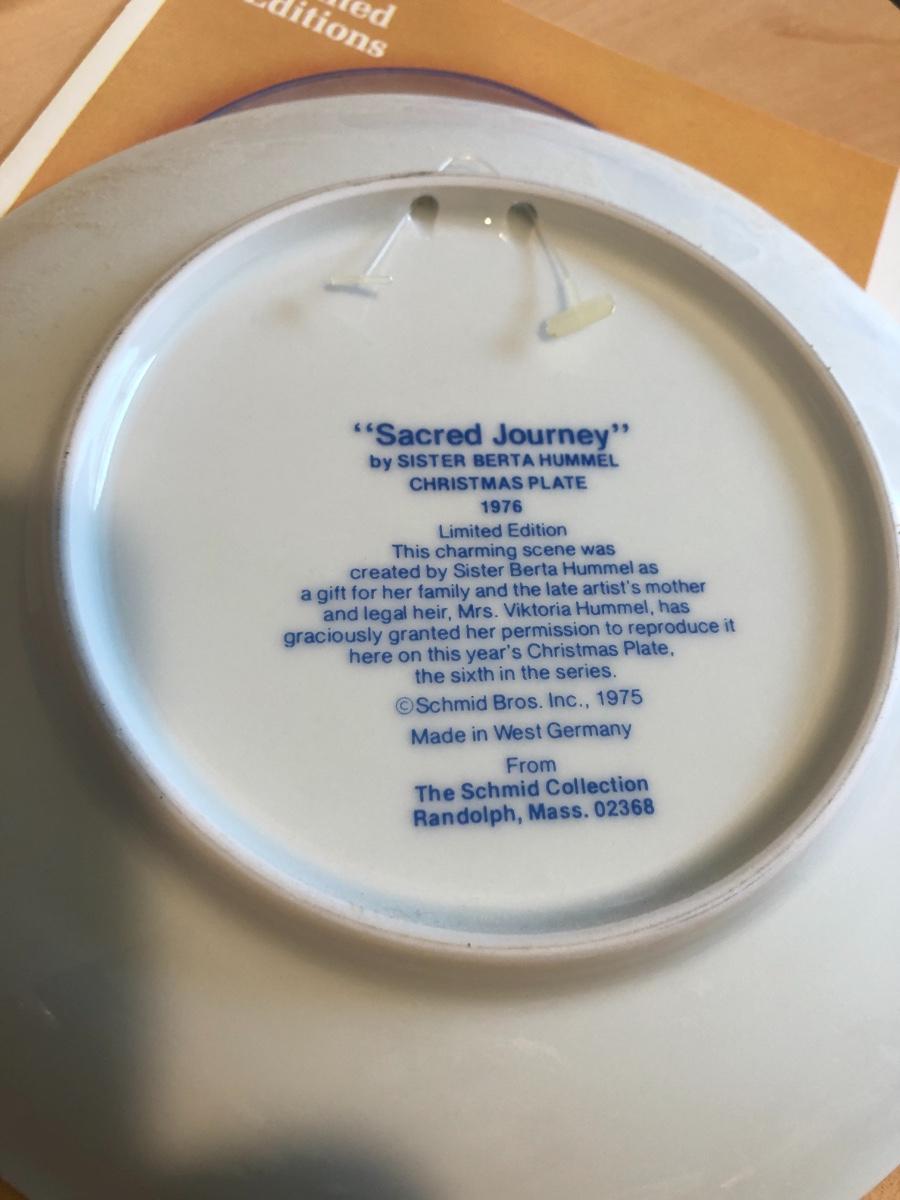 Editions
“Sacred Journey”
by SISTER BERTA HUMMEL
CHRISTMAS PLATE
1976
Limited Edition
This charming scene was
created by Sister Berta Hummel as
a gift for her family and the late artist's mother
and legal heir, Mrs. Viktoria Hummel, has
graciously granted her permission to reproduce it
here on this year's Christmas Plate,
the sixth in the series.
©Schmid Bros. Inc., 1975
Made in West Germany
From
The Schmid Collection
Randolph, Mass. 02368